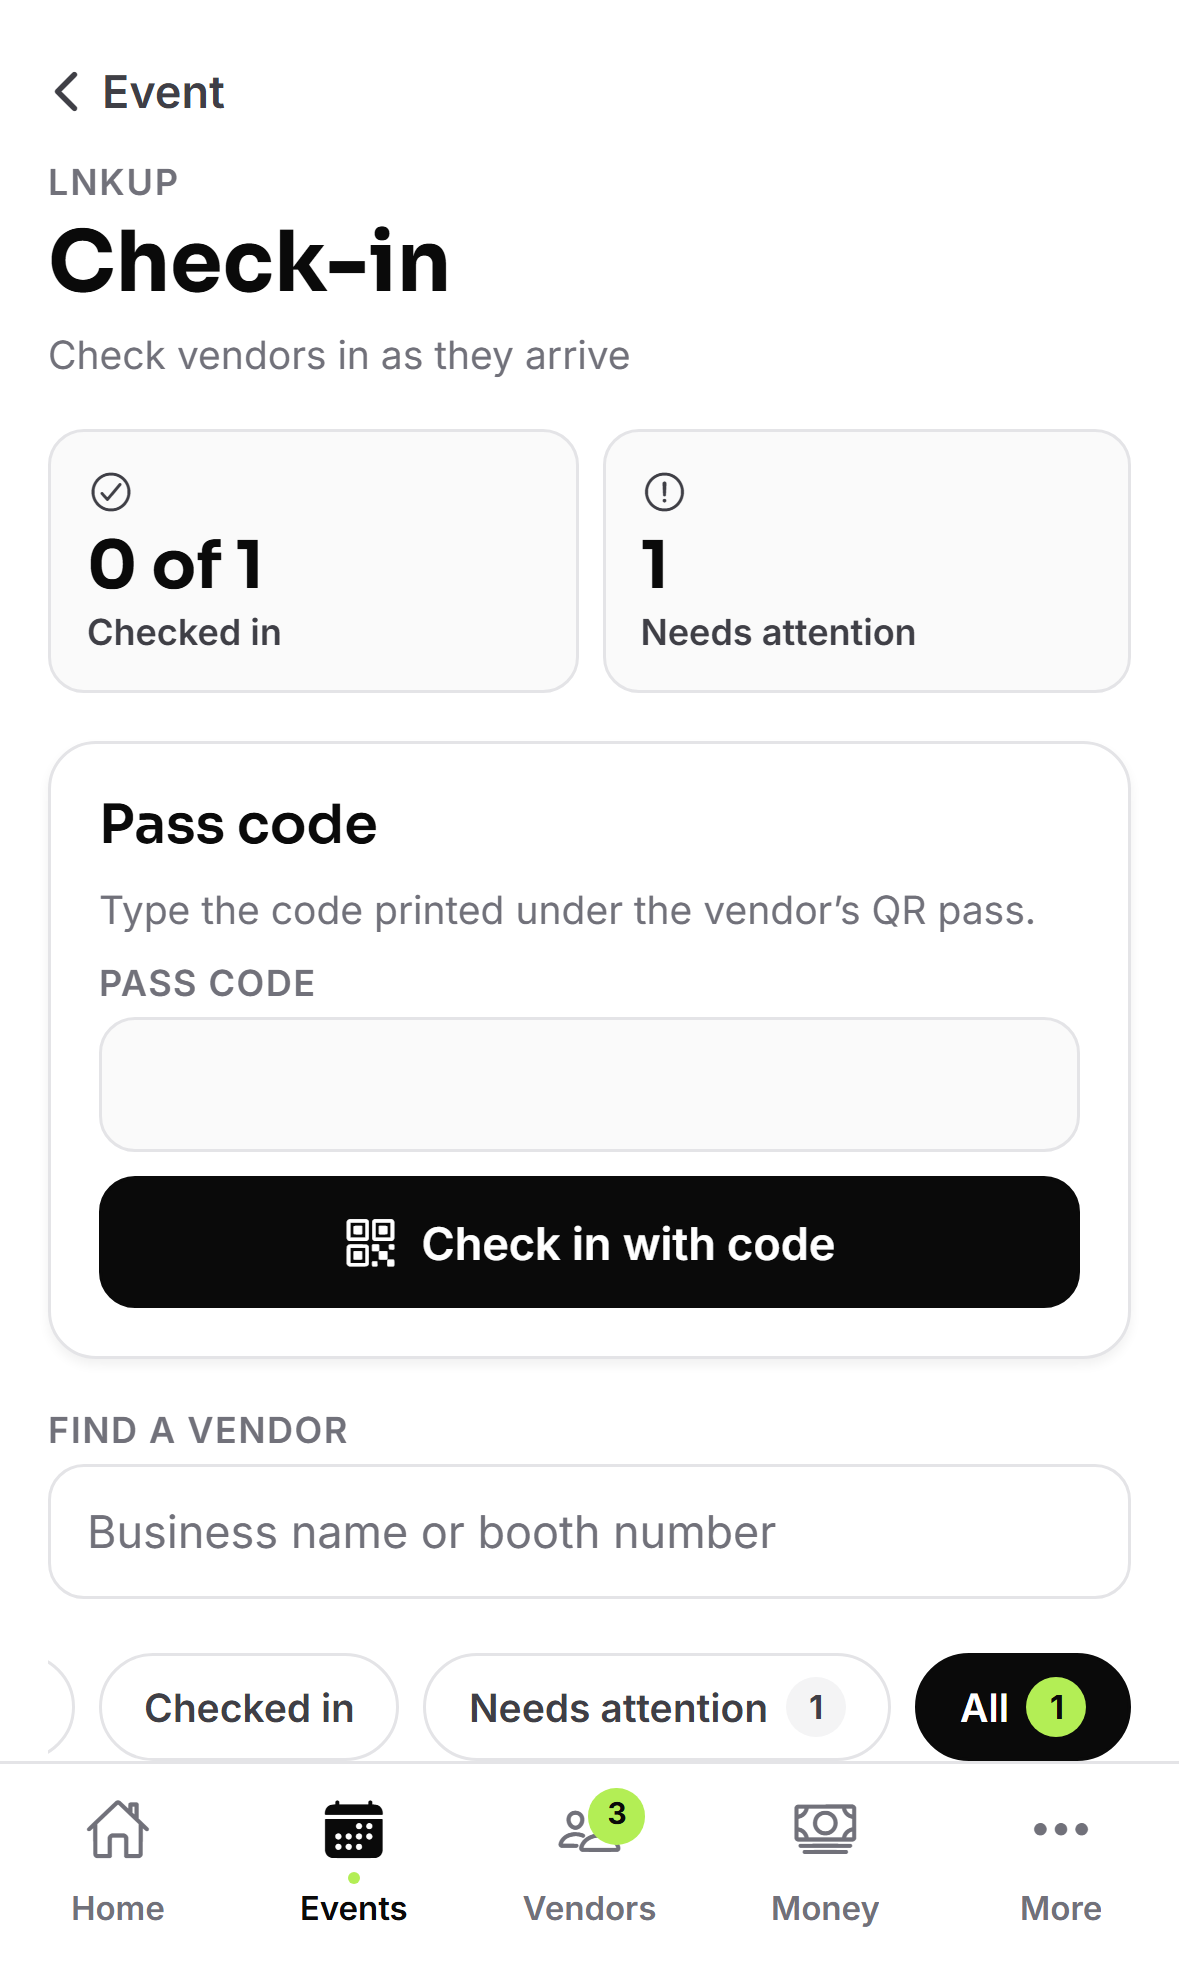 Event
LNKUP
Check-in
Check vendors in as they arrive
0 of 1
Checked in
1
Needs attention
Pass code
Type the code printed under the vendor’s QR pass.
PASS CODE
Check in with code
FIND A VENDOR
Business name or booth number
Checked in
Needs attention 1
All 1
3
Home
Events
Vendors
Money
More